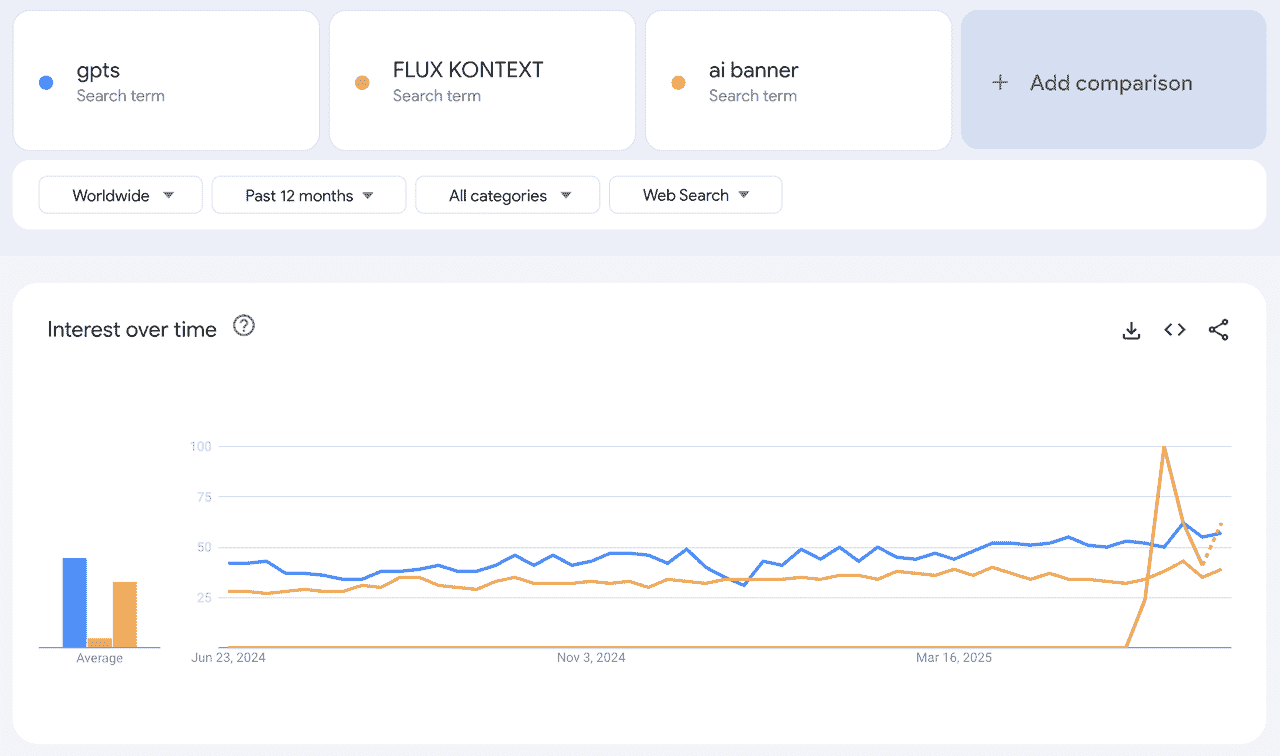 gpts
Search term
FLUX KONTEXT
Search term
ai banner
Search term
+ Add comparison
Worldwide
Past 12 months
All categories
Web Search
Interest over time
100
75
50
25
Average
Jun 23, 2024
Nov 3, 2024
Mar 16, 2025